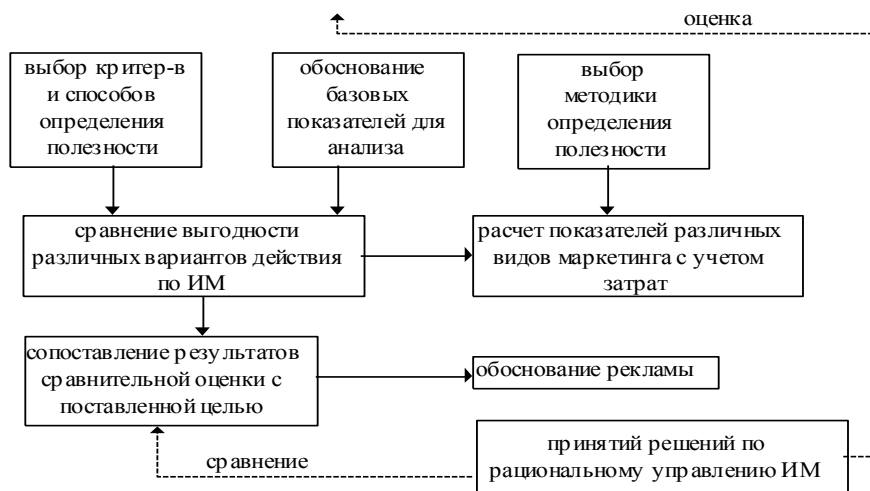 оценка
выбор критер-в
и способов
определения
полезности
обоснование
базовых
показателей для
анализа
выбор
методики
определения
полезности
сравнение выгодности
различных вариантов действия
по ИМ
расчет показателей различных
видов маркетинга с учетом
затрат
сопоставление результатов
сравнительной оценки с
поставленной целью
обоснование рекламы
сравнение
принятий решений по
рациональному управлению ИМ